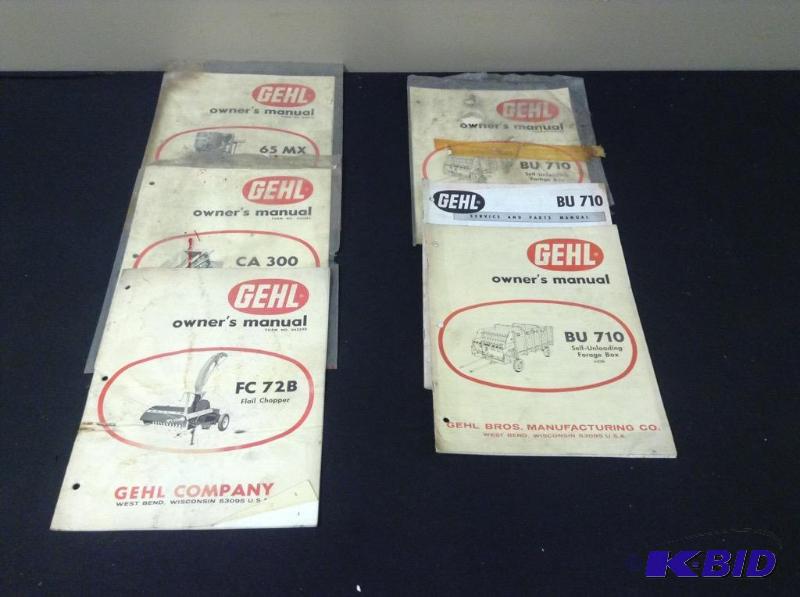 GEHL
owner's manual
65 MX
GEHL
owner's manual
CA 300
GEHL
owner's manual
FC 72B
Flail Chopper
GEHL COMPANY
WEST BEND, WISCONSIN 53095 U.S.A.
GEHL
owner's manual
BU 710
Self-Unloading
Forage Box
GEHL BU 710
SERVICE AND PARTS MANUAL
GEHL
owner's manual
BU 710
Self-Unloading
Forage Box
GEHL BROS. MANUFACTURING CO.
WEST BEND, WISCONSIN 53095 U.S.A.
K-BID